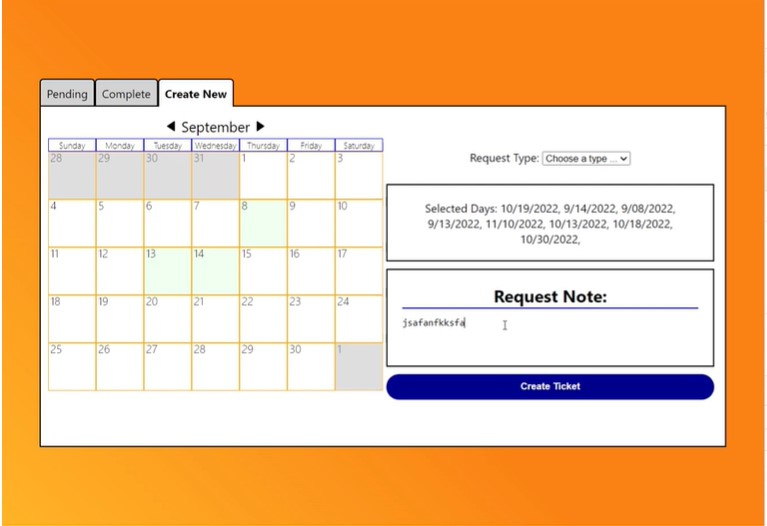 Pending Complete Create New
◀ September ▶
Sunday Monday Tuesday Wednesday Thursday Friday Saturday
28 29 30 31 1 2 3
4 5 6 7 8 9 10
11 12 13 14 15 16 17
18 19 20 21 22 23 24
25 26 27 28 29 30 1
Request Type: Choose a type ...
Selected Days: 10/19/2022, 9/14/2022, 9/08/2022,
9/13/2022, 11/10/2022, 10/13/2022, 10/18/2022,
10/30/2022,
Request Note:
jsafanfkksfa
Create Ticket